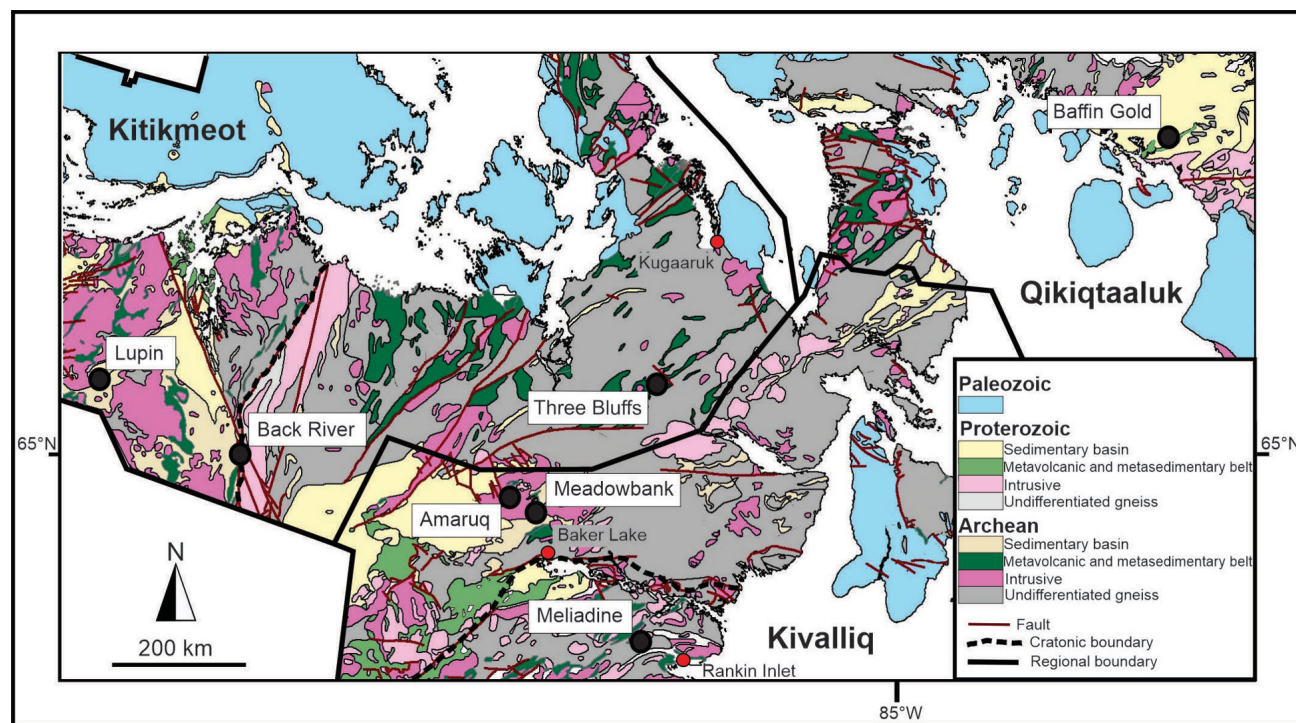 Kitikmeot
Baffin Gold
Kugaaruk
Qikiqtaaluk
Lupin
Three Bluffs
Back River
65°N
65°N
Meadowbank
Amaruq
Baker Lake
Meliadine
Kivalliq
Rankin Inlet
N
200 km
85°W
Paleozoic
Proterozoic
Sedimentary basin
Metavolcanic and metasedimentary belt
Intrusive
Undifferentiated gneiss
Archean
Sedimentary basin
Metavolcanic and metasedimentary belt
Intrusive
Undifferentiated gneiss
Fault
Cratonic boundary
Regional boundary